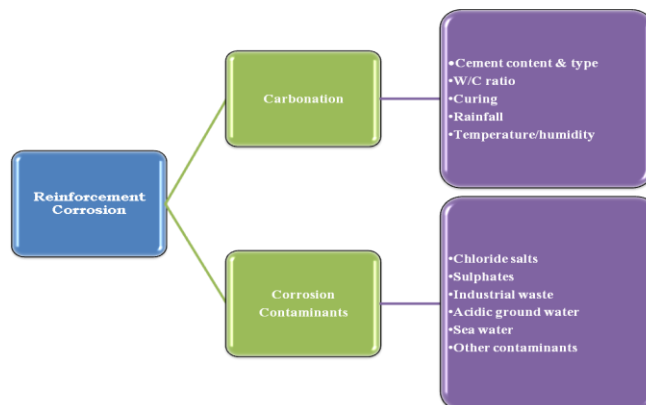 Reinforcement
Corrosion
Carbonation
•Cement content & type
•W/C ratio
•Curing
•Rainfall
•Temperature/humidity
Corrosion
Contaminants
•Chloride salts
•Sulphates
•Industrial waste
•Acidic ground water
•Sea water
•Other contaminants